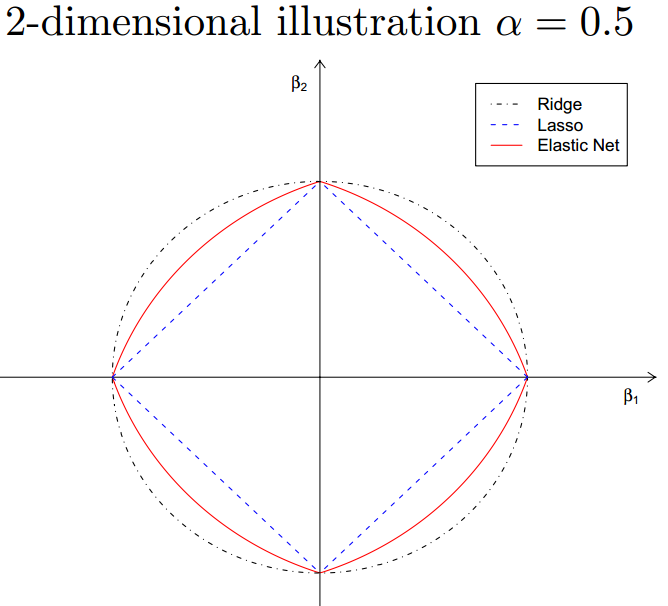 2-dimensional illustration α = 0.5
β₂
Ridge
Lasso
Elastic Net
β₁